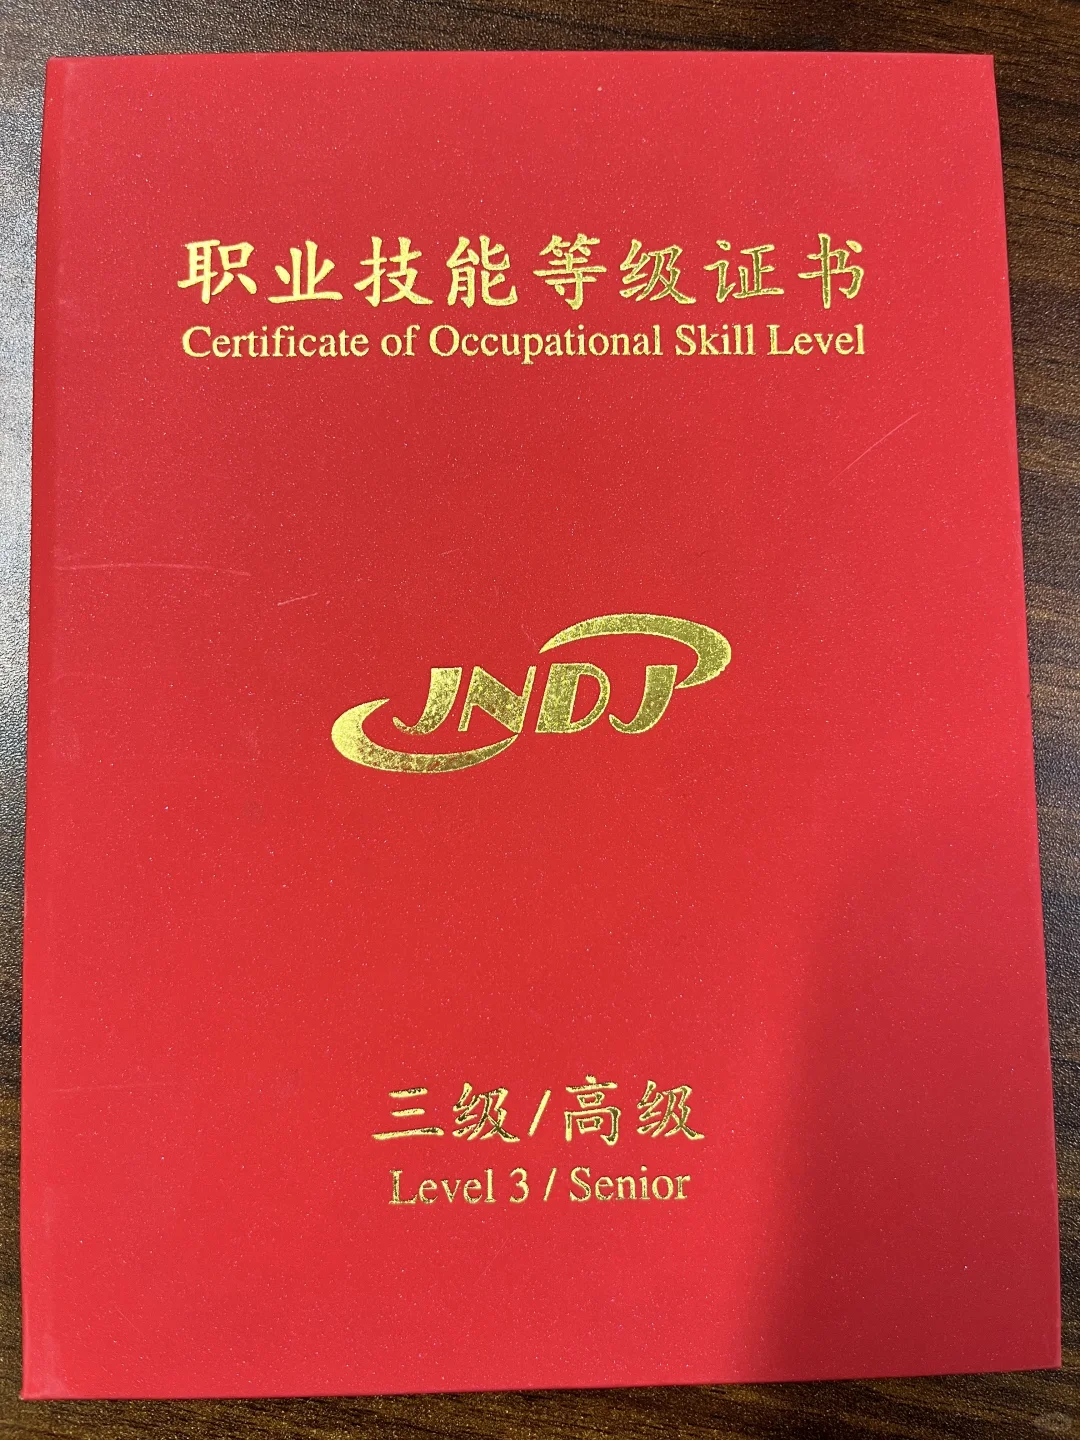 职业技能等级证书
Certificate of Occupational Skill Level
JNDJ
三级/高级
Level 3 / Senior